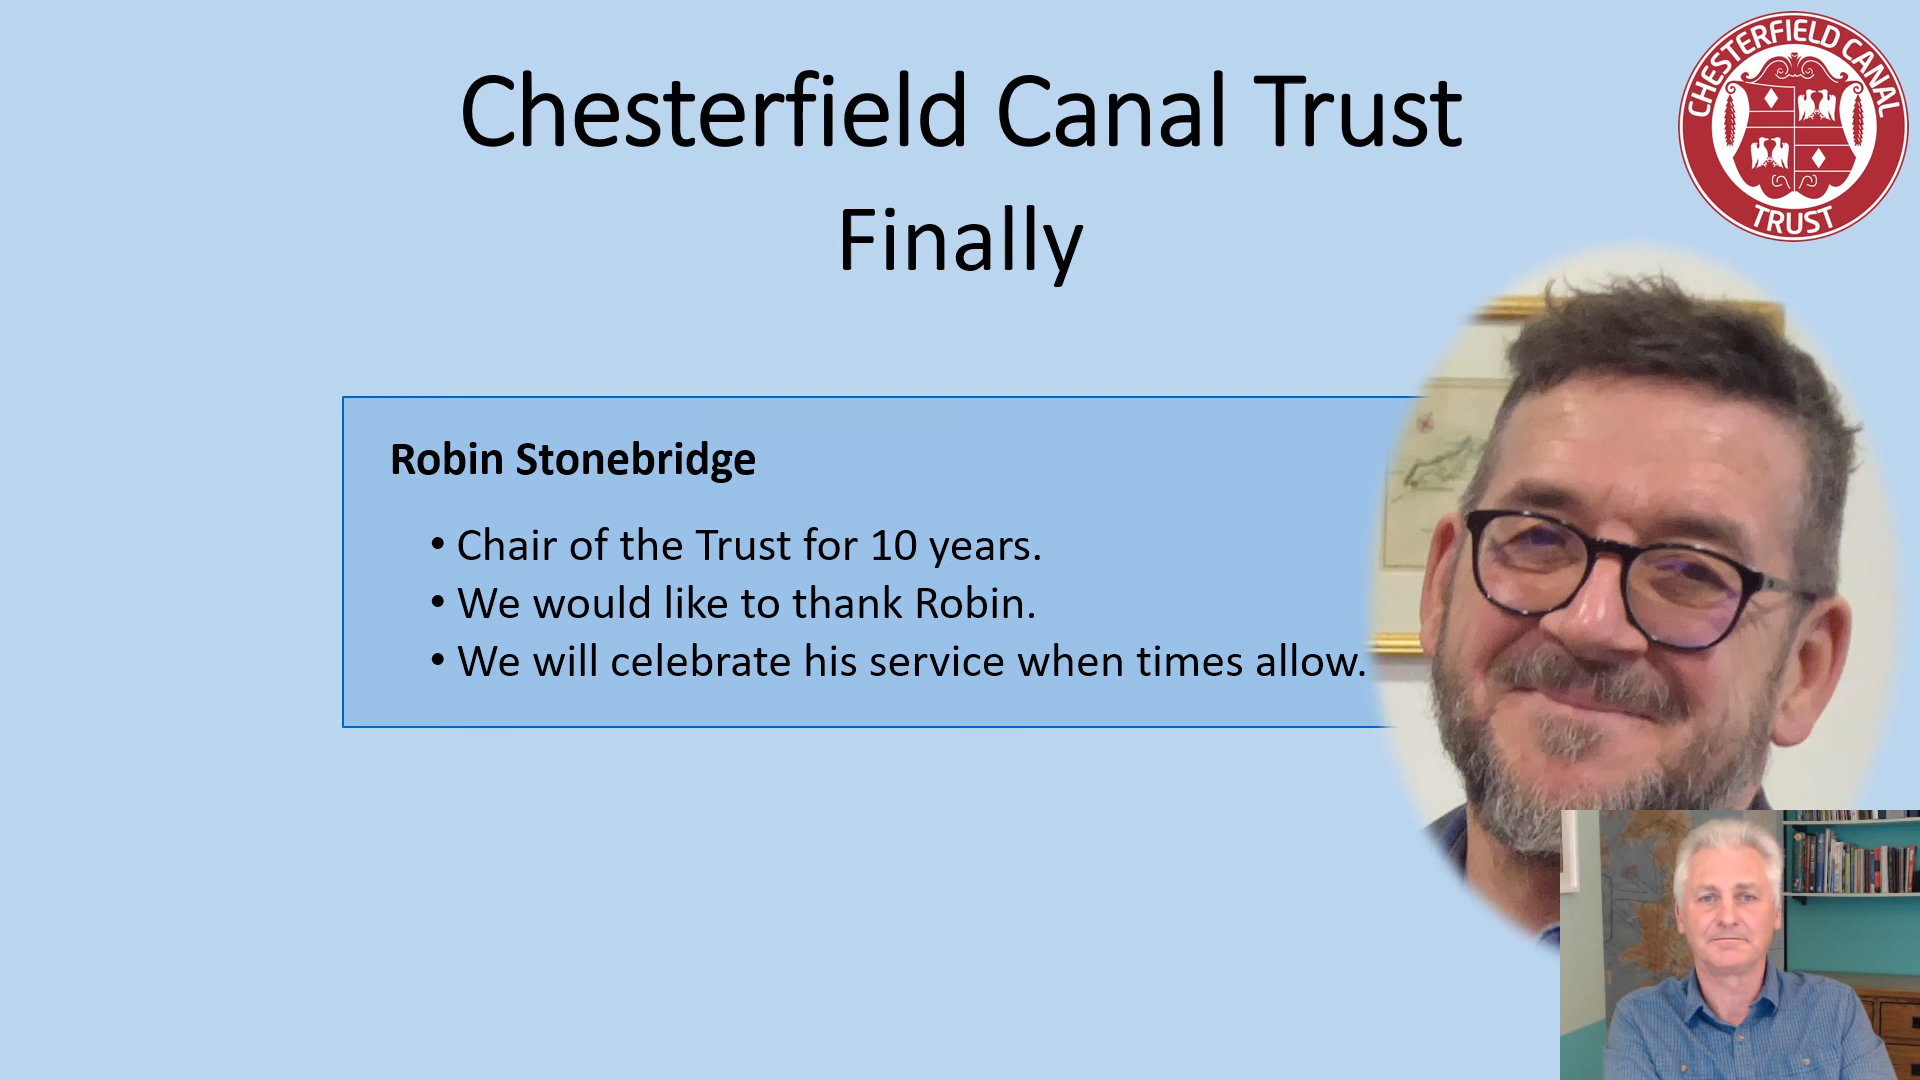 Chesterfield Canal Trust
Finally
CHESTERFIELD CANAL
TRUST
Robin Stonebridge
• Chair of the Trust for 10 years.
• We would like to thank Robin.
• We will celebrate his service when times allow.